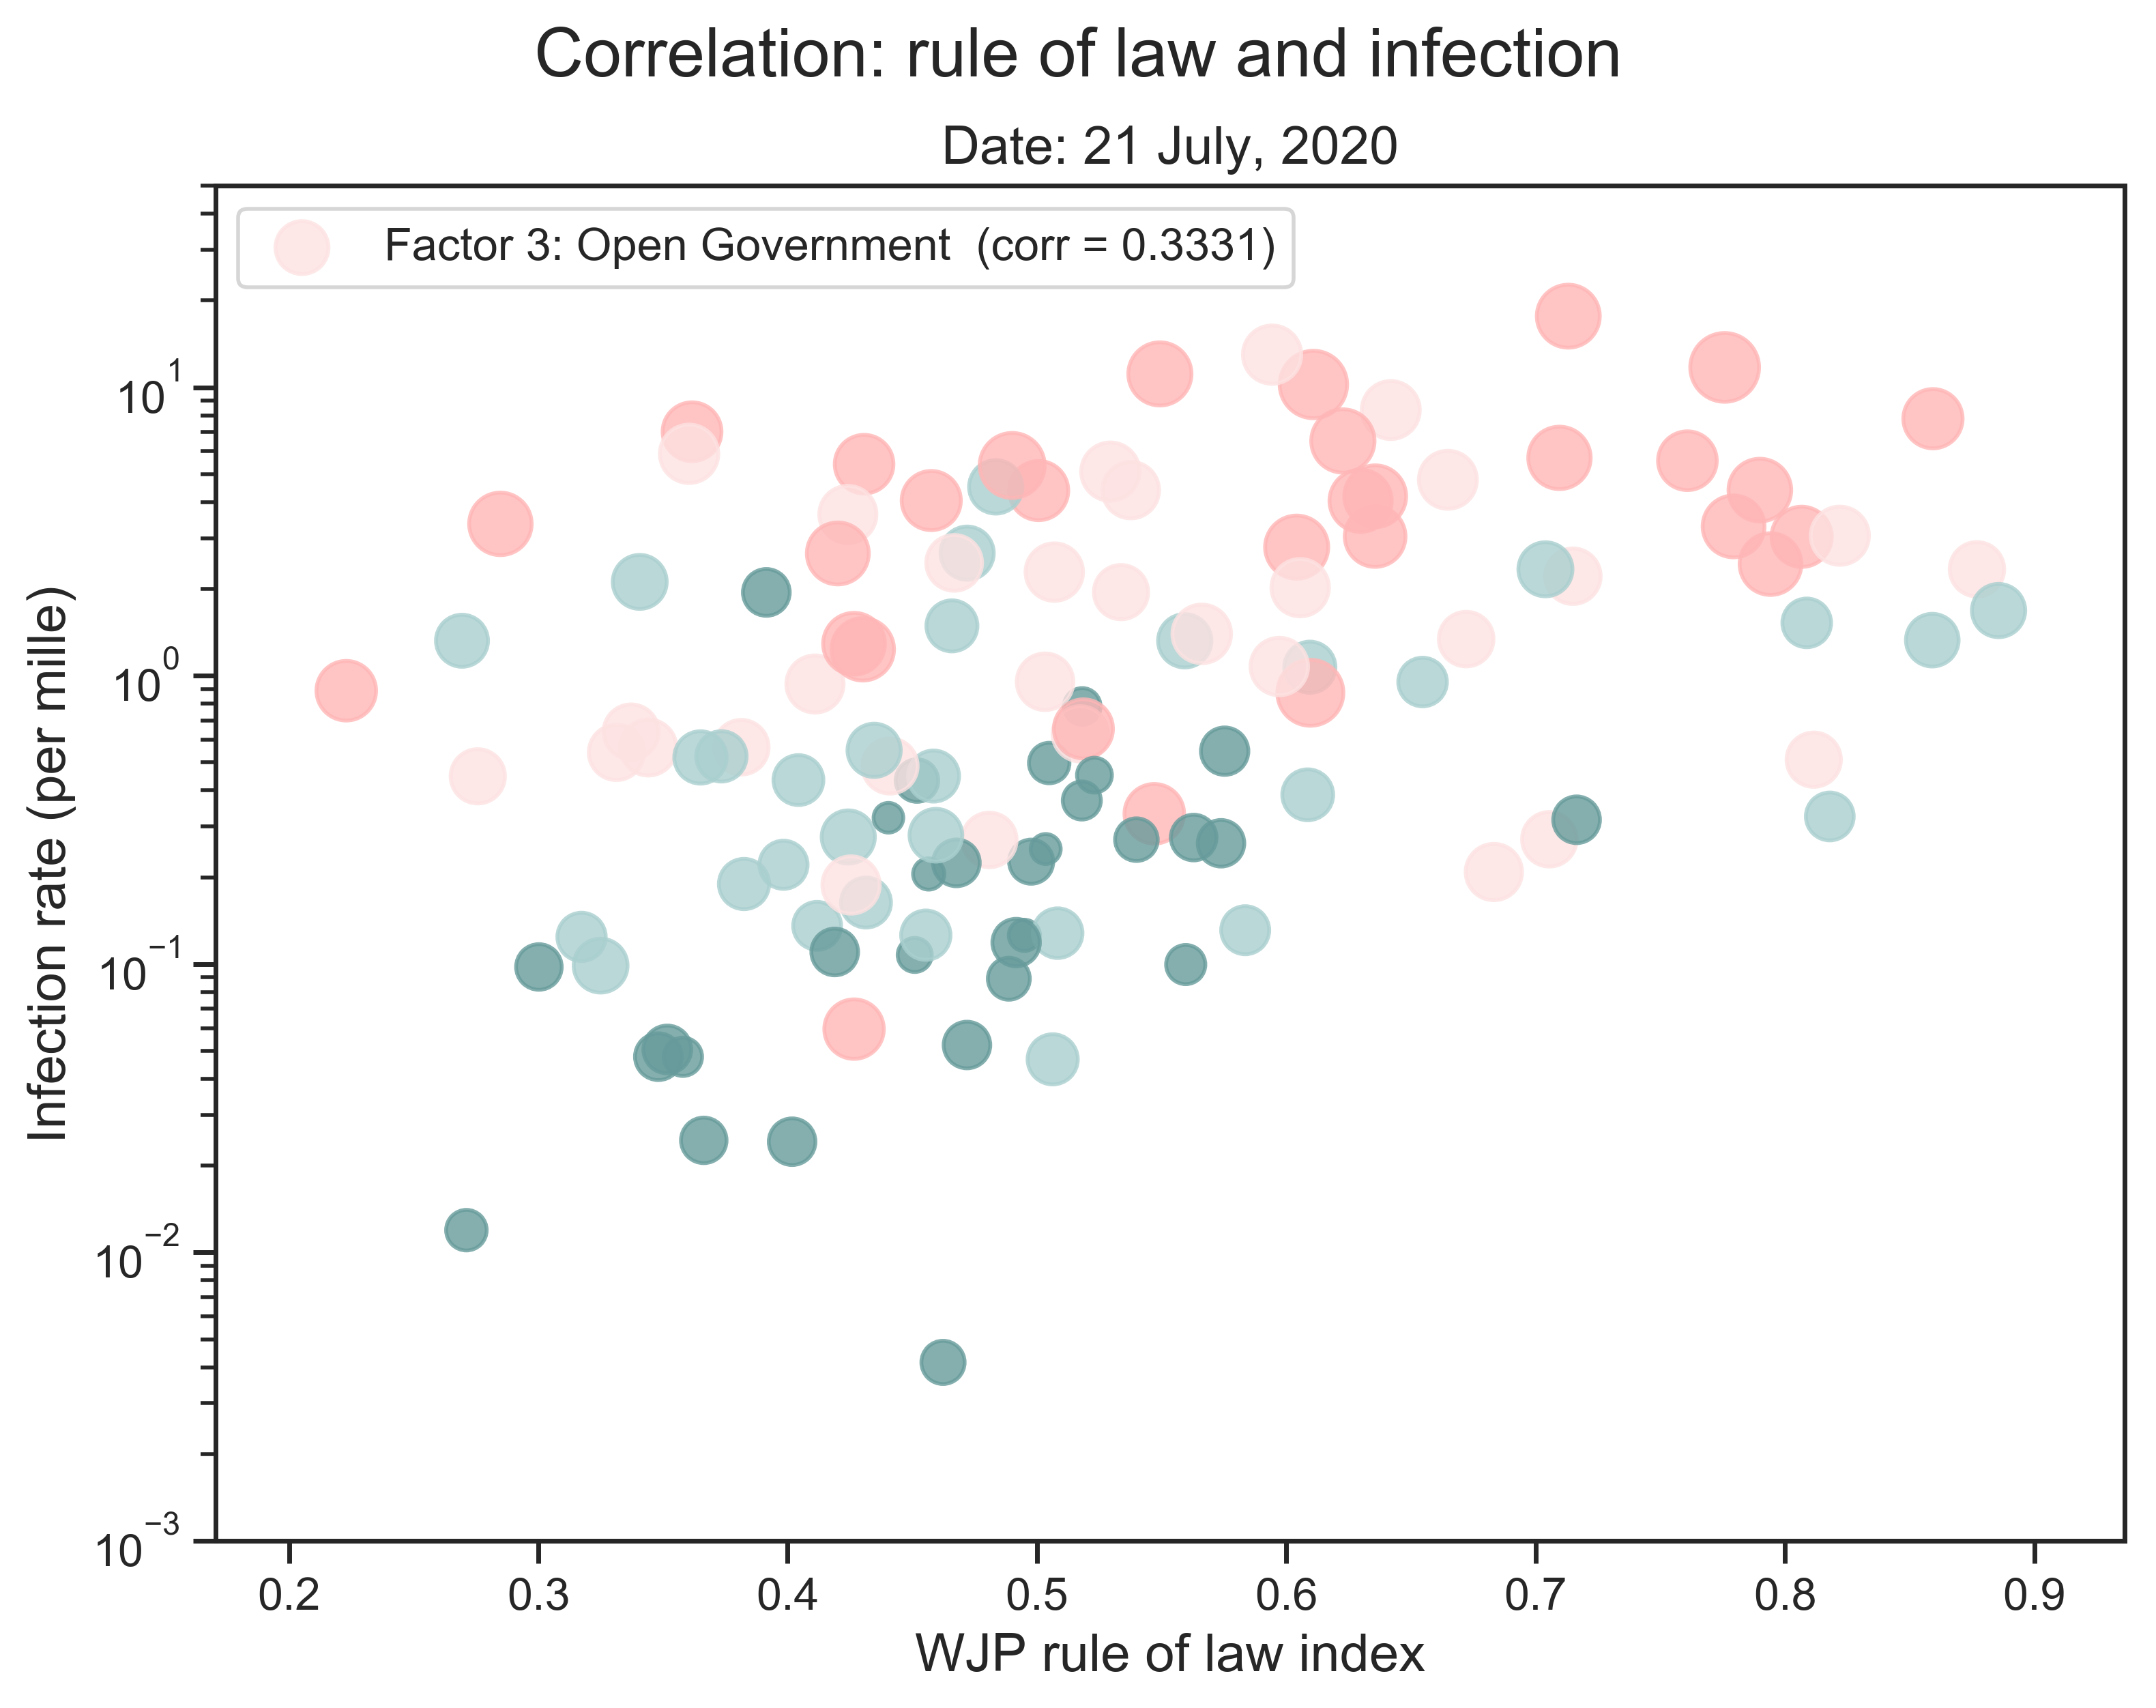 Correlation: rule of law and infection
Date: 21 July, 2020
Factor 3: Open Government (corr = 0.3331)
Infection rate (per mille)
10^1
10^0
10^−1
10^−2
10^−3
0.2 0.3 0.4 0.5 0.6 0.7 0.8 0.9
WJP rule of law index